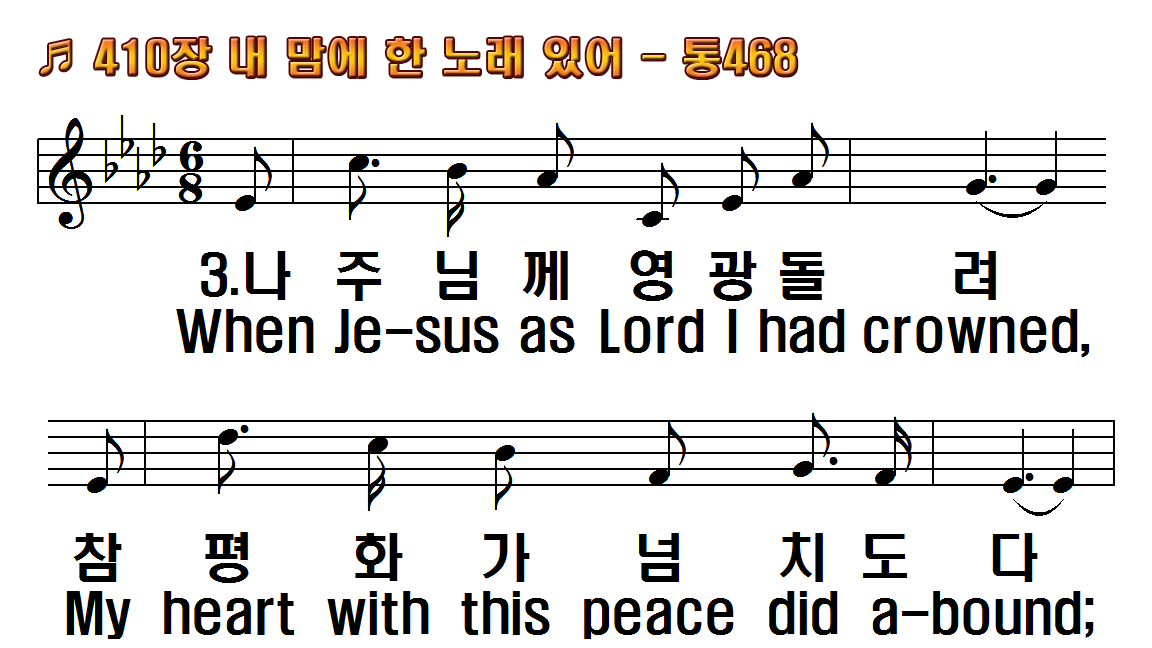 ♬ 410장 내 맘에 한 노래 있어 - 통468
6
8
3.나 주 님 께 영 광 돌 려
When Je-sus as Lord I had crowned,
참 평 화 가 넘 치 도 다
My heart with this peace did a-bound;